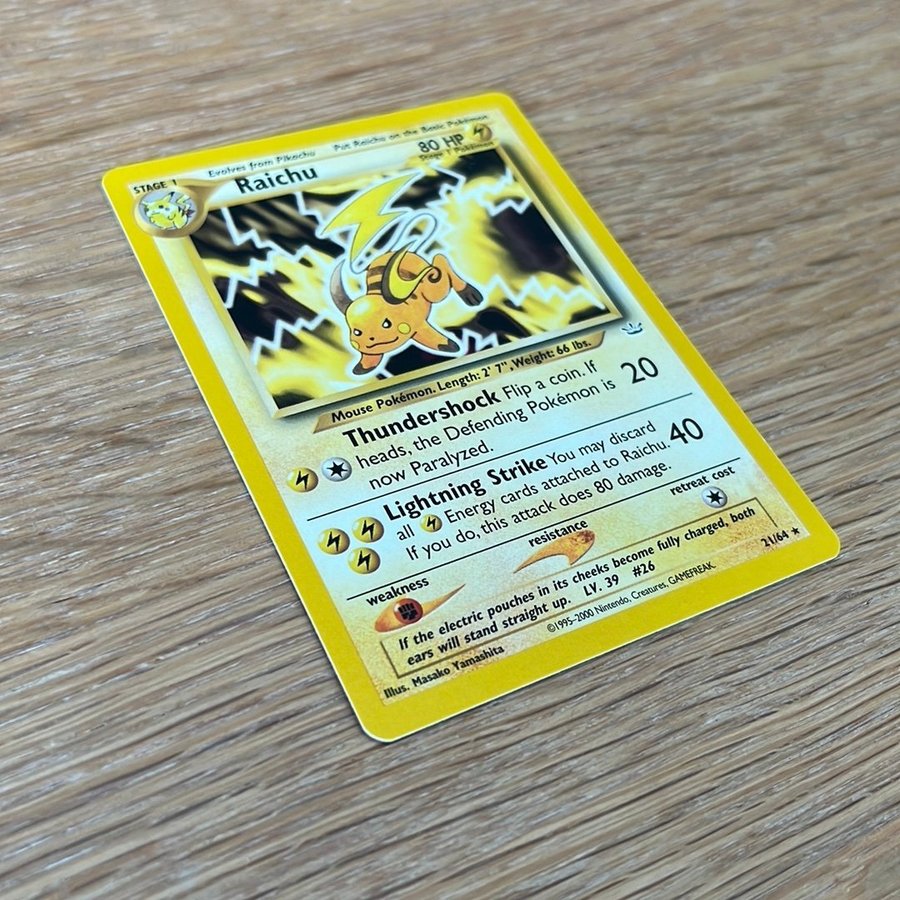 STAGE 1
Evolves from Pikachu
Put Raichu on the Basic Pokémon
Raichu
80 HP
Stage 1 Pokémon
Mouse Pokémon. Length: 2' 7", Weight: 66 lbs.
Thundershock Flip a coin. If
heads, the Defending Pokémon is
now Paralyzed.
20
Lightning Strike You may discard
all Energy cards attached to Raichu.
If you do, this attack does 80 damage.
40
weakness
resistance
retreat cost
If the electric pouches in its cheeks become fully charged, both
ears will stand straight up. LV. 39 #26
Illus. Masako Yamashita
©1995-2000 Nintendo, Creatures, GAMEFREAK
21/64 ★